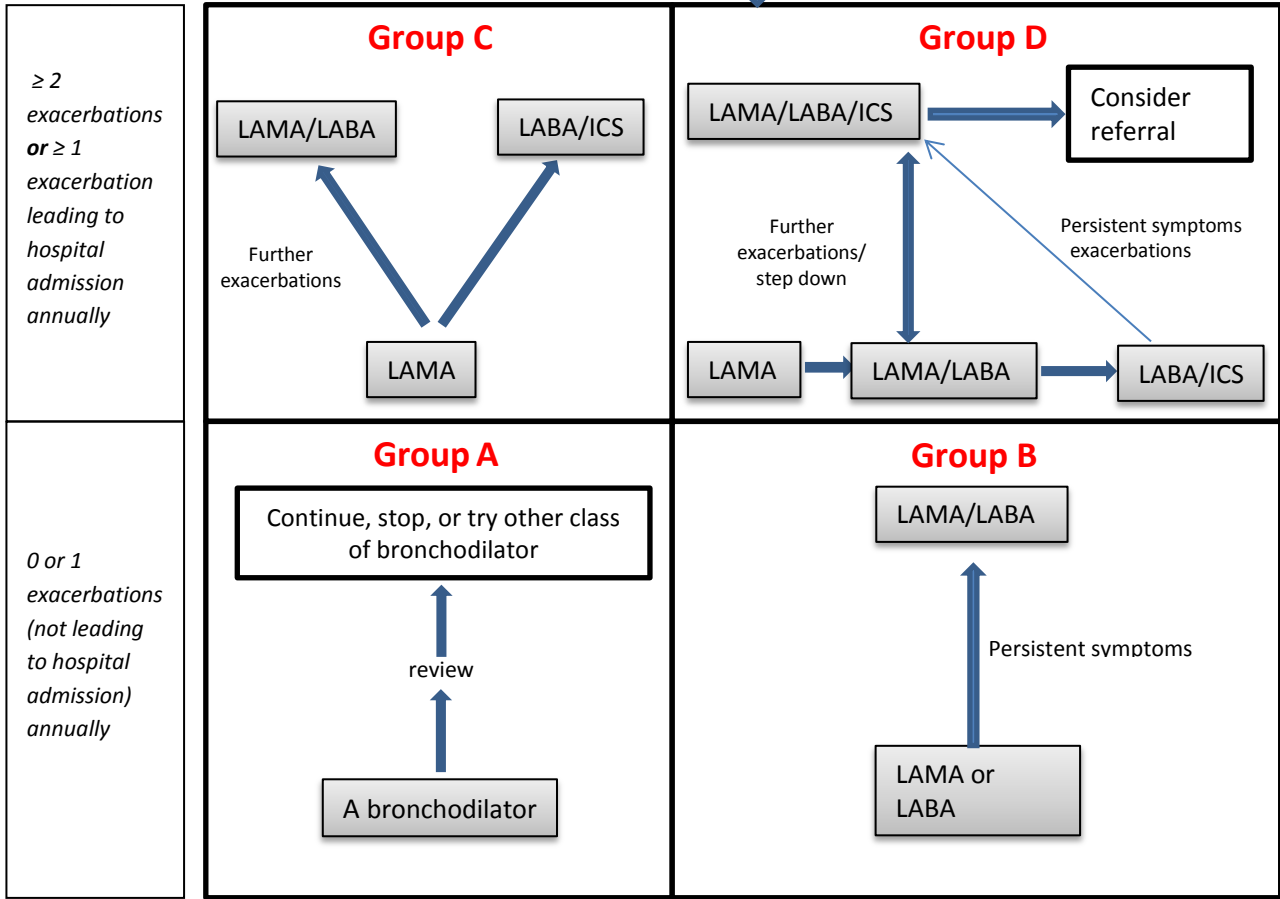 ≥ 2
exacerbations
or ≥ 1
exacerbation
leading to
hospital
admission
annually
Group C
LAMA/LABA
LABA/ICS
Further
exacerbations
LAMA
Group D
LAMA/LABA/ICS
Consider
referral
Further
exacerbations/
step down
Persistent symptoms
exacerbations
LAMA
LAMA/LABA
LABA/ICS
0 or 1
exacerbations
(not leading
to hospital
admission)
annually
Group A
Continue, stop, or try other class
of bronchodilator
review
A bronchodilator
Group B
LAMA/LABA
Persistent symptoms
LAMA or
LABA